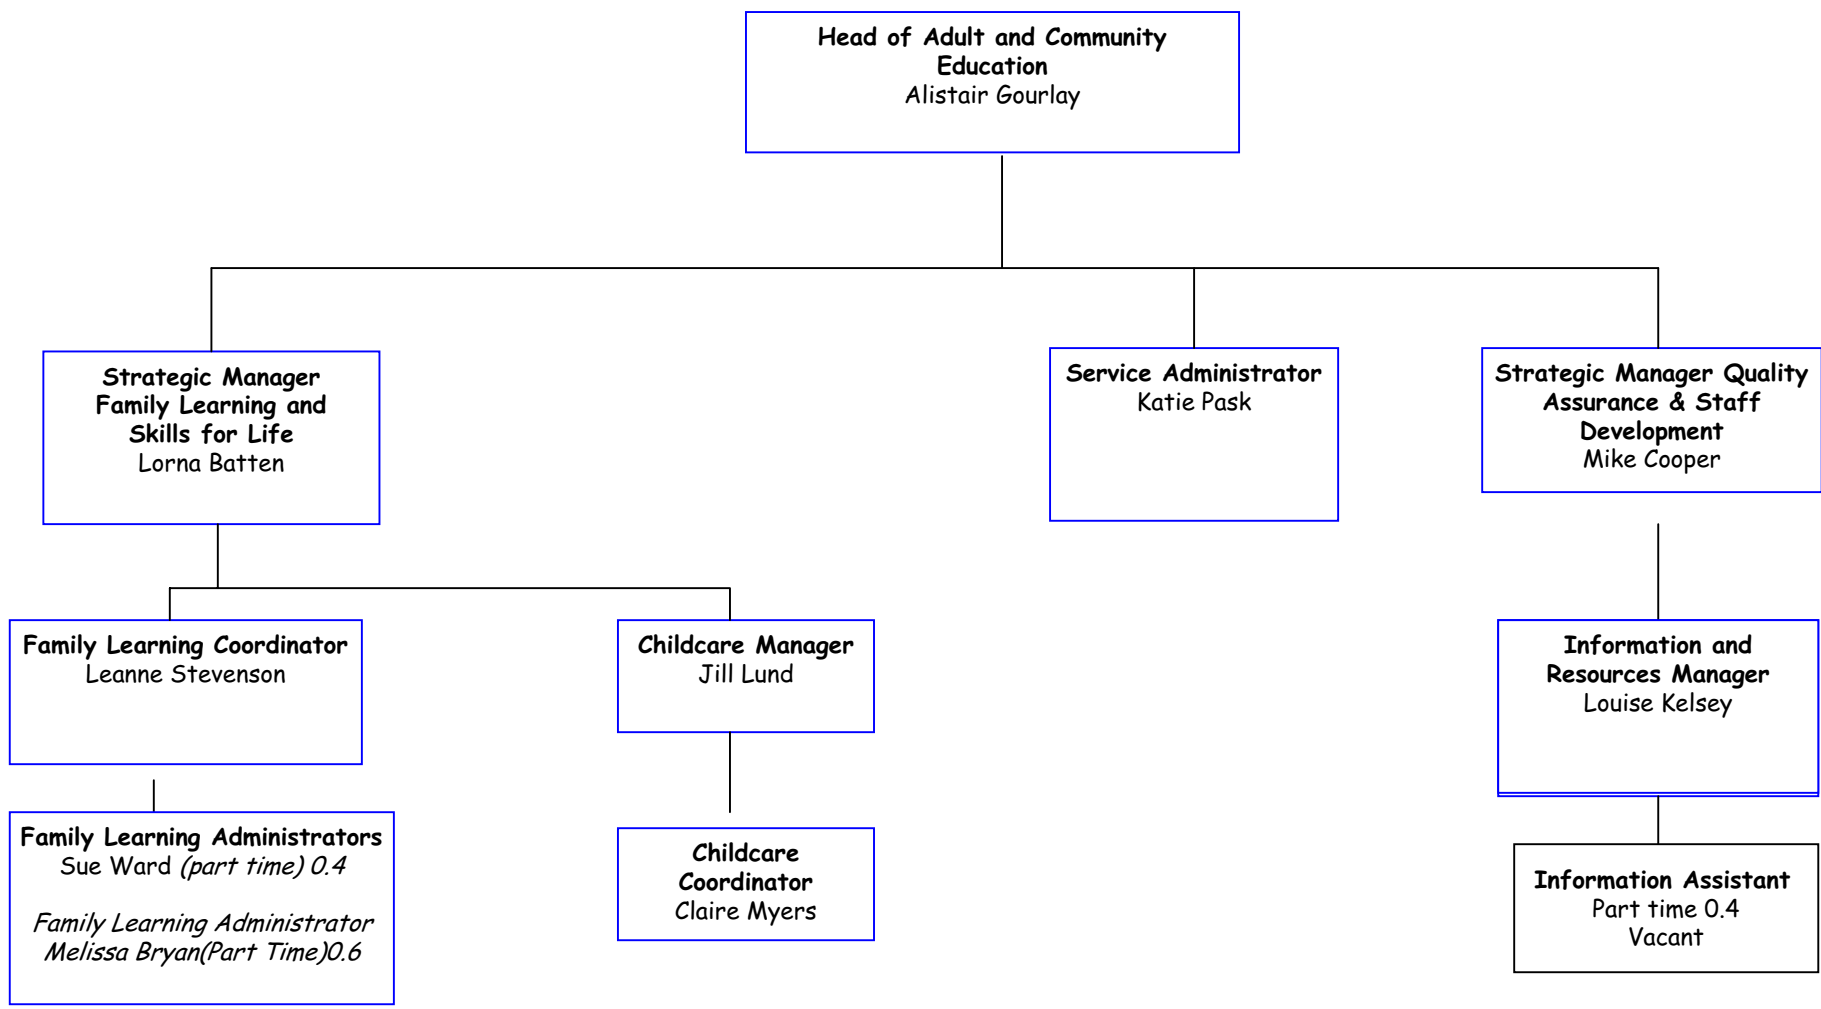 Head of Adult and Community
Education
Alistair Gourlay
Strategic Manager
Family Learning and
Skills for Life
Lorna Batten
Service Administrator
Katie Pask
Strategic Manager Quality
Assurance & Staff
Development
Mike Cooper
Family Learning Coordinator
Leanne Stevenson
Childcare Manager
Jill Lund
Information and
Resources Manager
Louise Kelsey
Family Learning Administrators
Sue Ward (part time) 0.4
Family Learning Administrator
Melissa Bryan(Part Time)0.6
Childcare
Coordinator
Claire Myers
Information Assistant
Part time 0.4
Vacant